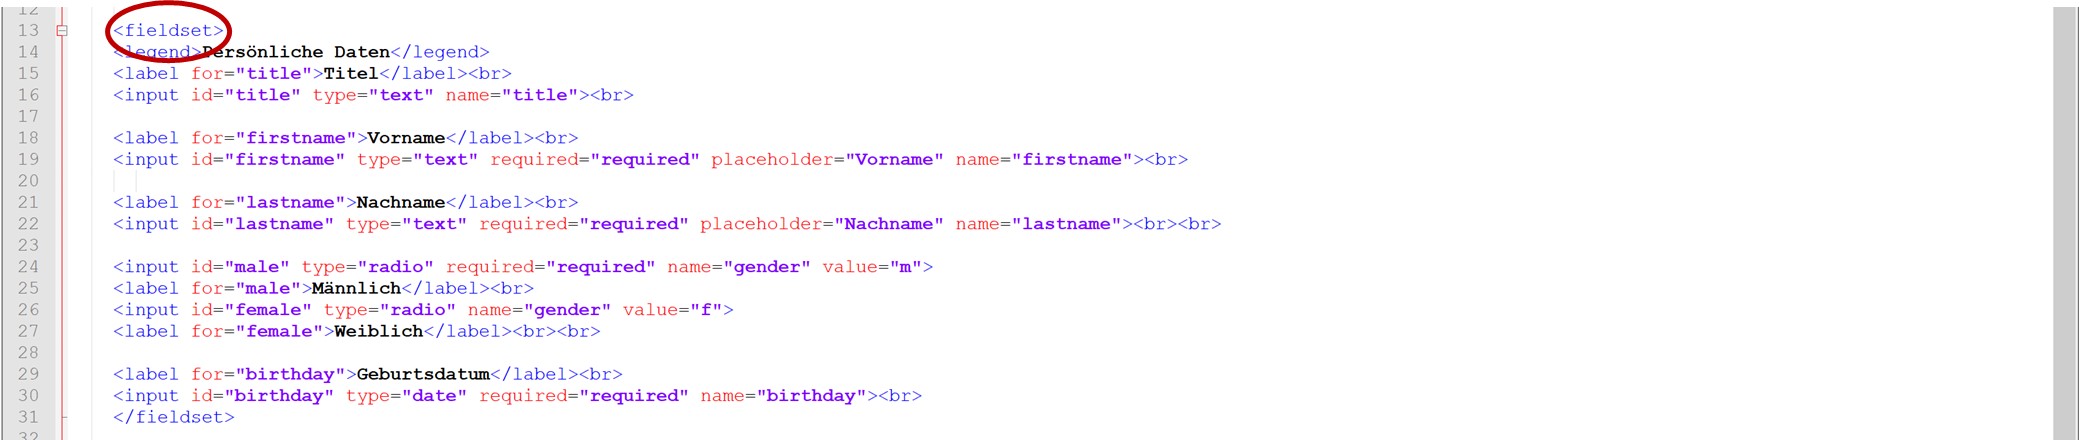 12
13 <fieldset>
14 <legend>Persönliche Daten</legend>
15 <label for="title">Titel</label><br>
16 <input id="title" type="text" name="title"><br>
17
18 <label for="firstname">Vorname</label><br>
19 <input id="firstname" type="text" required="required" placeholder="Vorname" name="firstname"><br>
20
21 <label for="lastname">Nachname</label><br>
22 <input id="lastname" type="text" required="required" placeholder="Nachname" name="lastname"><br><br>
23
24 <input id="male" type="radio" required="required" name="gender" value="m">
25 <label for="male">Männlich</label><br>
26 <input id="female" type="radio" name="gender" value="f">
27 <label for="female">Weiblich</label><br><br>
28
29 <label for="birthday">Geburtsdatum</label><br>
30 <input id="birthday" type="date" required="required" name="birthday"><br>
31 </fieldset>
32